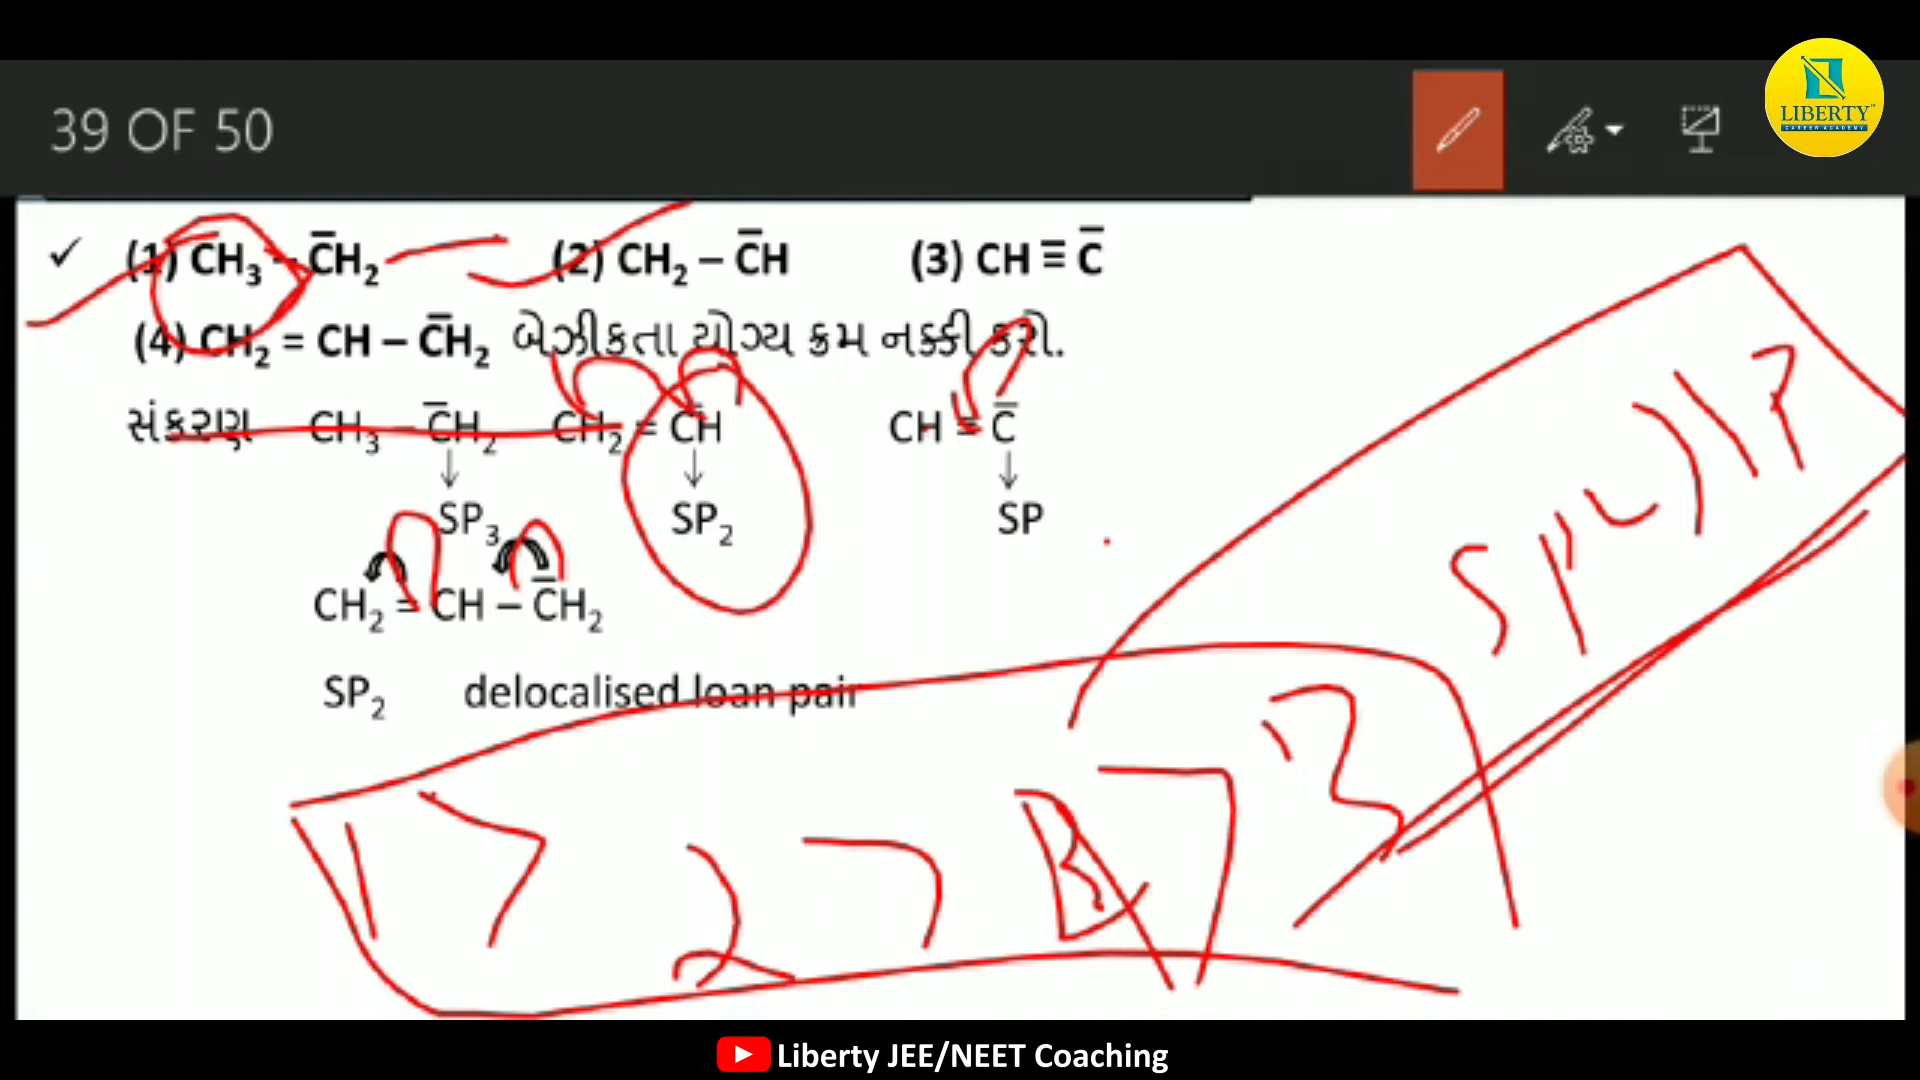 39 OF 50
LIBERTY
CAREER ACADEMY
✓ (1) CH₃ – C̅H₂ (2) CH₂ – C̅H (3) CH ≡ C̅
(4) CH₂ = CH – C̅H₂ બેઝીકતા યોગ્ય ક્રમ નક્કી કરો.
સંકરણ CH₃ – C̅H₂ CH₂ = C̅H CH ≡ C̅
↓ ↓ ↓
SP₃ SP₂ SP
CH₂ = CH – C̅H₂
SP₂ delocalised loan pair
1 > 2 > > 3
Liberty JEE/NEET Coaching